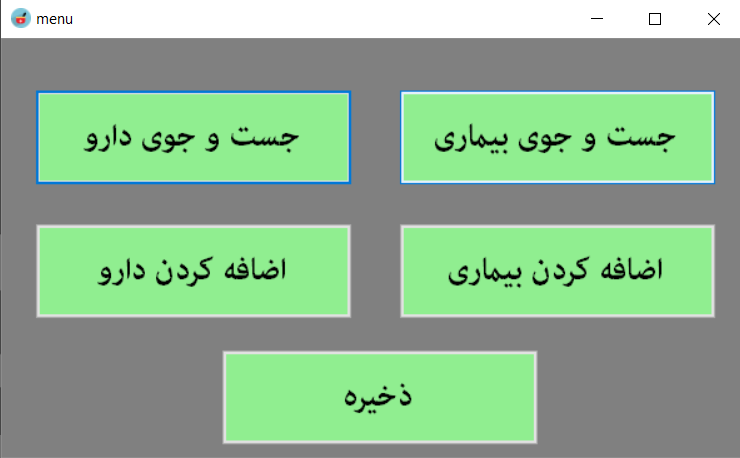 menu
جست و جوی بیماری
جست و جوی دارو
اضافه کردن بیماری
اضافه کردن دارو
ذخیره